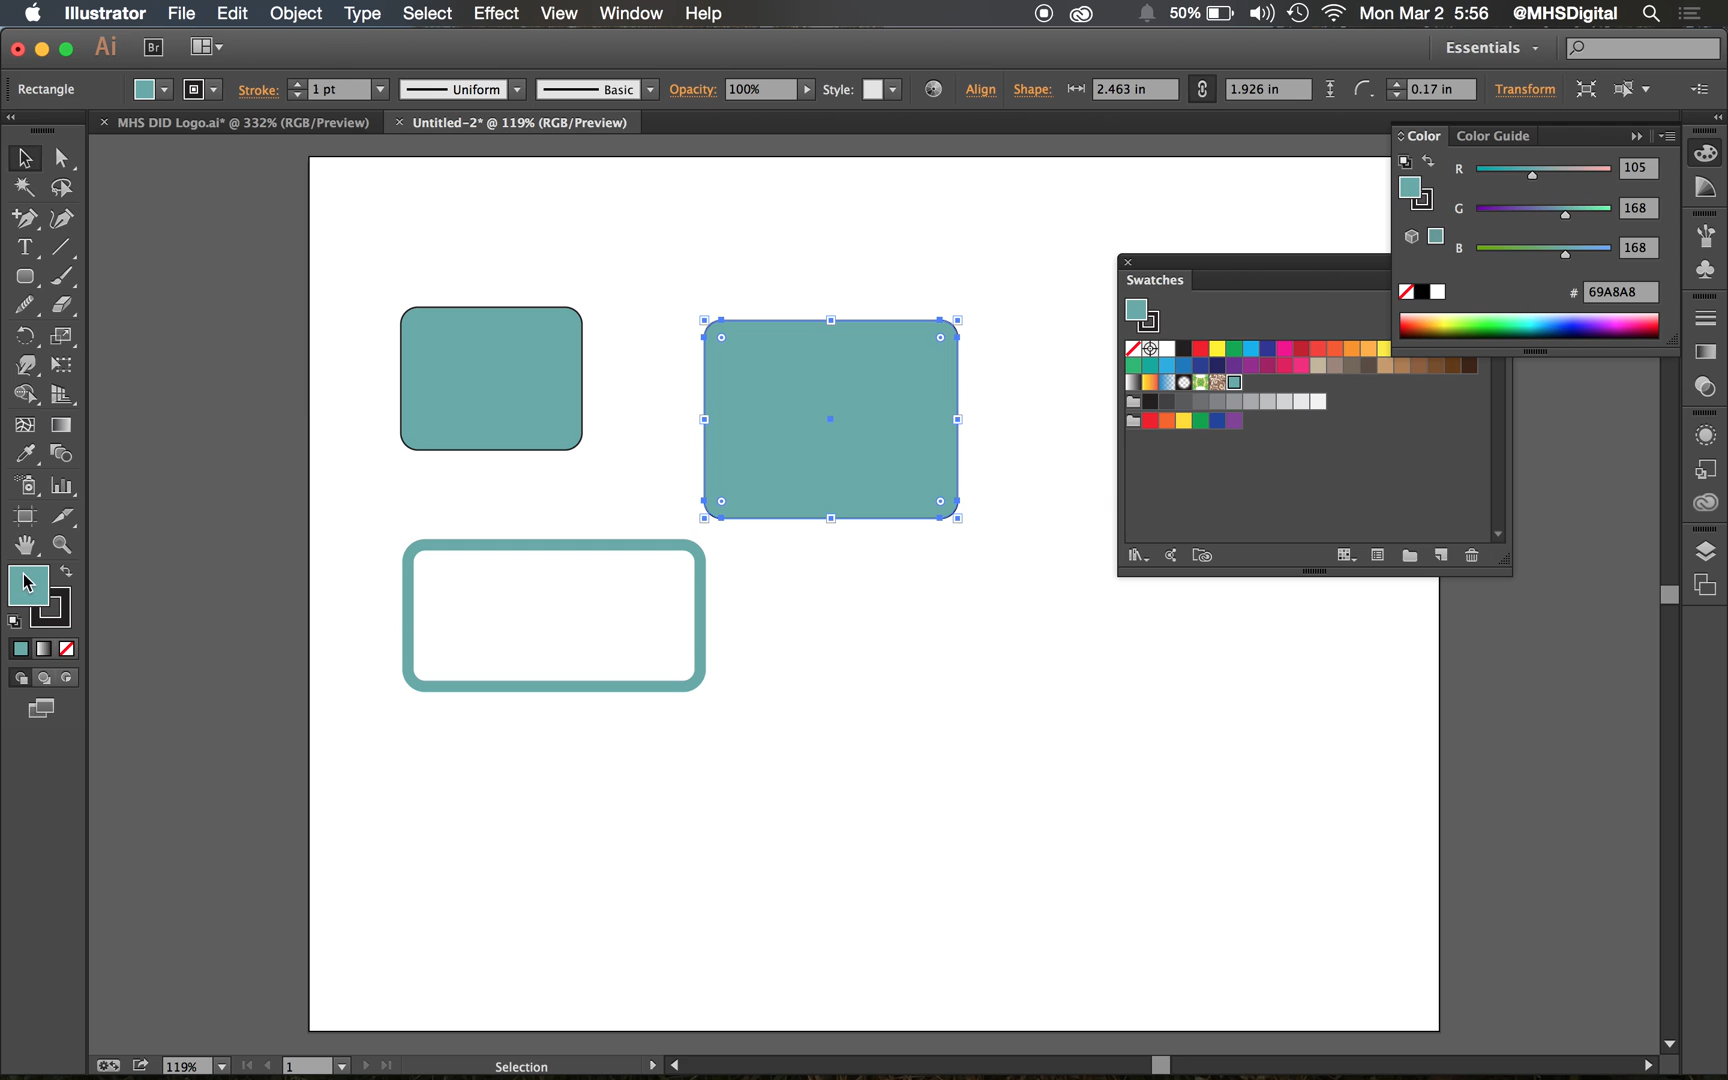 Illustrator File Edit Object Type Select Effect View Window Help 50% Mon Mar 2 5:56 @MHSDigital
Ai Br Essentials
Rectangle Stroke: 1 pt Uniform Basic Opacity: 100% Style: Align Shape: 2.463 in 1.926 in 0.17 in Transform
× MHS DID Logo.ai* @ 332% (RGB/Preview) × Untitled-2* @ 119% (RGB/Preview)
Color Color Guide
R 105
G 168
B 168
# 69A8A8
Swatches
T
119% 1 Selection